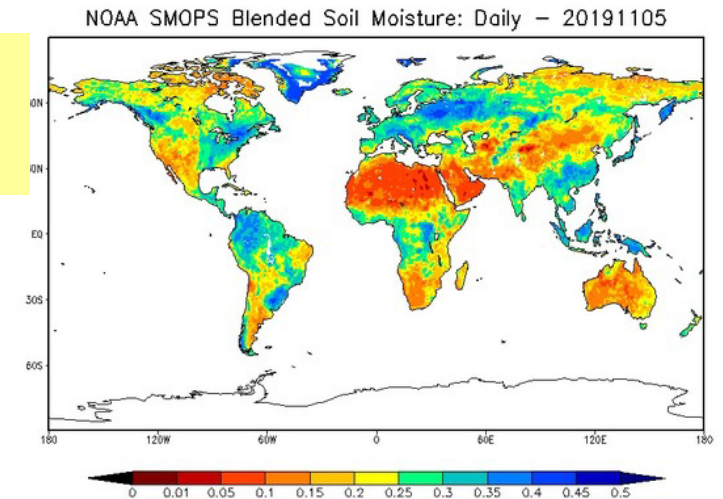 NOAA SMOPS Blended Soil Moisture: Daily – 20191105
EQ
30S
60S
180 120W 60W 0 60E 120E 180
0 0.01 0.05 0.1 0.15 0.2 0.25 0.3 0.35 0.4 0.45 0.5